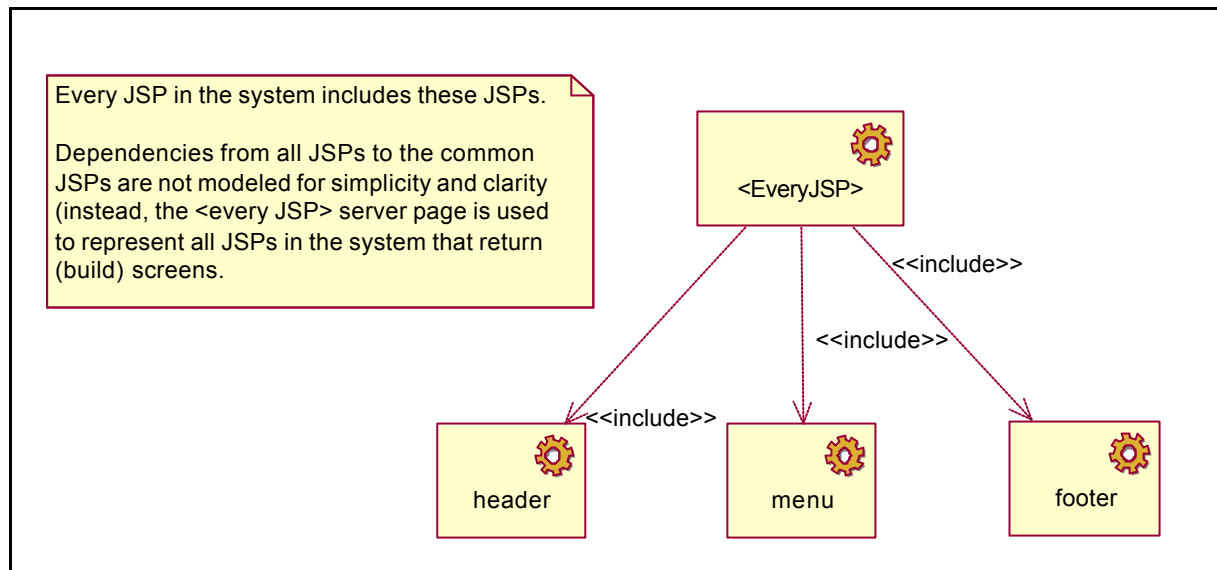 Every JSP in the system includes these JSPs.
Dependencies from all JSPs to the common
JSPs are not modeled for simplicity and clarity
(instead, the <every JSP> server page is used
to represent all JSPs in the system that return
(build) screens.
<EveryJSP>
<<include>>
<<include>>
<<include>>
header
menu
footer